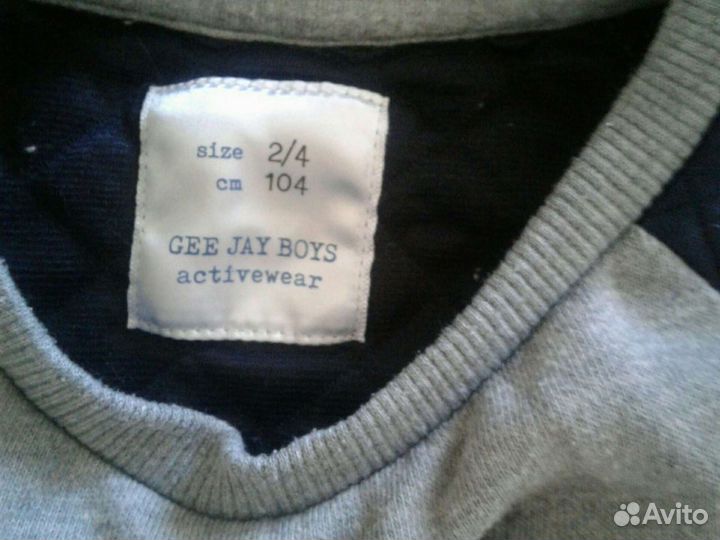 size 2/4
cm 104
GEE JAY BOYS
activewear
Avito